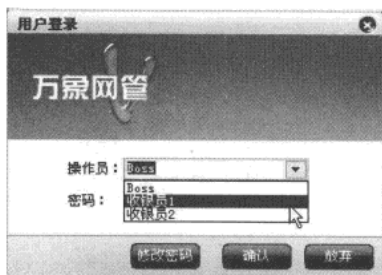 用户登录
万象网管
操作员：Boss
Boss
密码：收银员1
收银员2
修改密码 确认 放弃